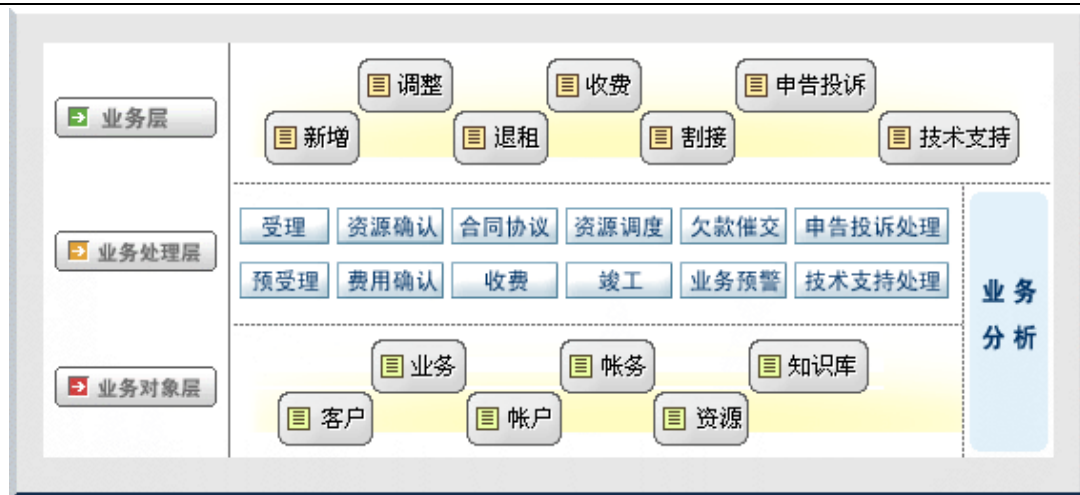 业务层
调整 收费 申告投诉
新增 退租 割接 技术支持
业务处理层
受理 资源确认 合同协议 资源调度 欠款催交 申告投诉处理
预受理 费用确认 收费 竣工 业务预警 技术支持处理
业务对象层
业务 帐务 知识库
客户 帐户 资源
业务
分析